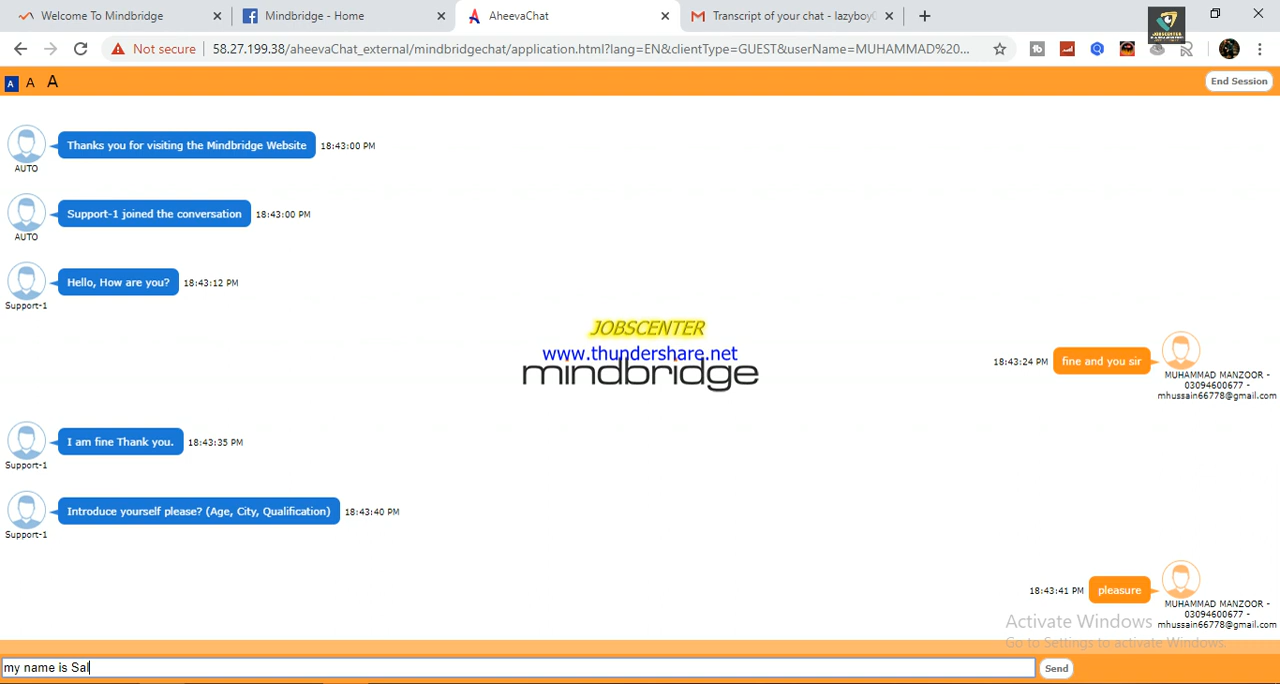 Welcome To Mindbridge
Mindbridge - Home
AheevaChat
Transcript of your chat - lazyboy
Not secure
58.27.199.38/aheevaChat_external/mindbridgechat/application.html?lang=EN&clientType=GUEST&userName=MUHAMMAD%20...
A A A
End Session
Thanks you for visiting the Mindbridge Website
18:43:00 PM
AUTO
Support-1 joined the conversation
18:43:00 PM
AUTO
Hello, How are you?
18:43:12 PM
Support-1
JOBSCENTER
www.thundershare.net
mindbridge
18:43:24 PM
fine and you sir
MUHAMMAD MANZOOR -
03094600677 -
mhussain66778@gmail.com
I am fine Thank you.
18:43:35 PM
Support-1
Introduce yourself please? (Age, City, Qualification)
18:43:40 PM
Support-1
18:43:41 PM
pleasure
MUHAMMAD MANZOOR -
03094600677 -
mhussain66778@gmail.com
Activate Windows
Go to Settings to activate Windows.
my name is Sal
Send